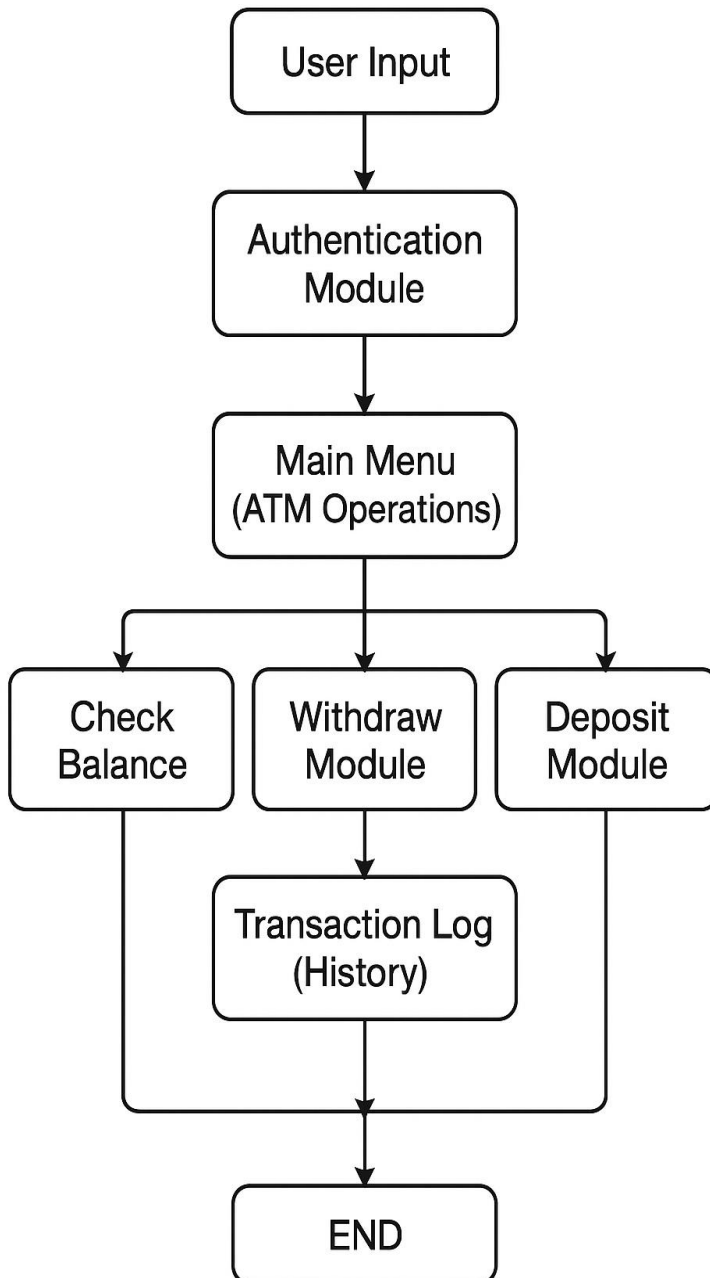 User Input
Authentication
Module
Main Menu
(ATM Operations)
Check
Balance
Withdraw
Module
Deposit
Module
Transaction Log
(History)
END